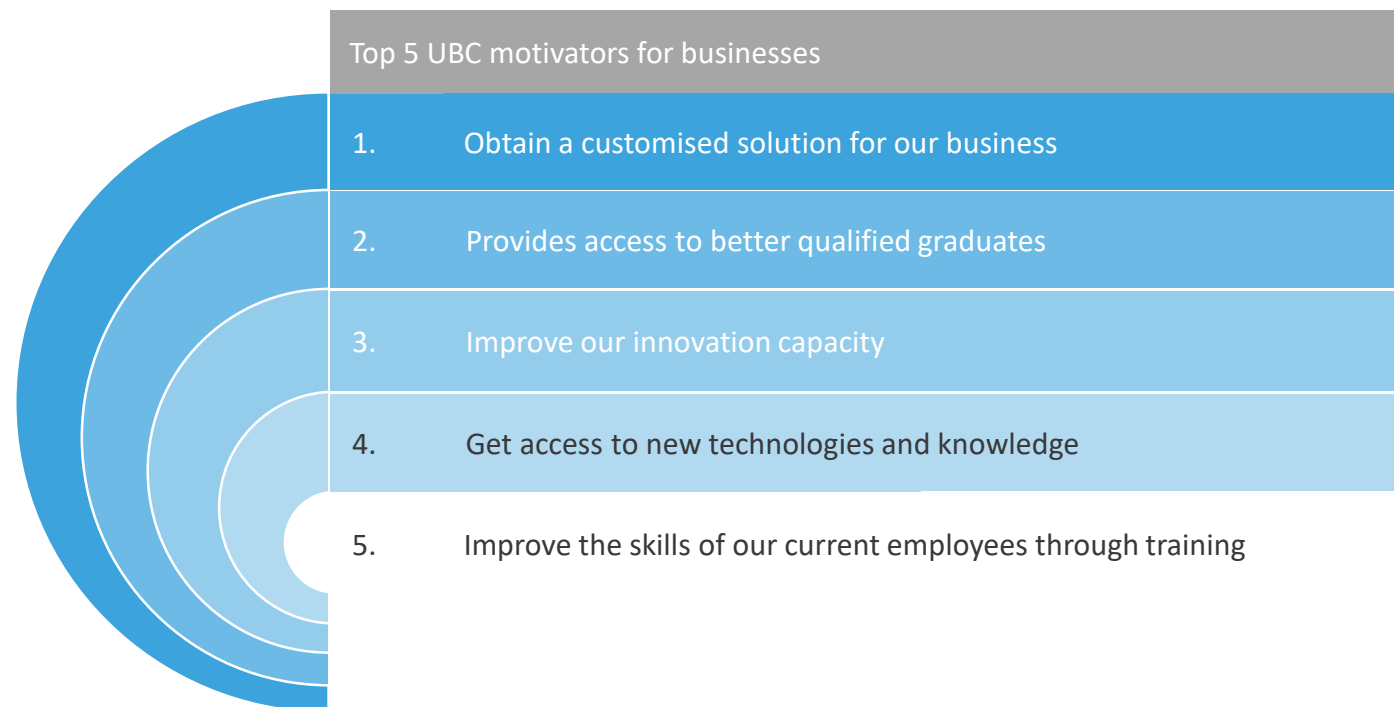 Top 5 UBC motivators for businesses
1. Obtain a customised solution for our business
2. Provides access to better qualified graduates
3. Improve our innovation capacity
4. Get access to new technologies and knowledge
5. Improve the skills of our current employees through training